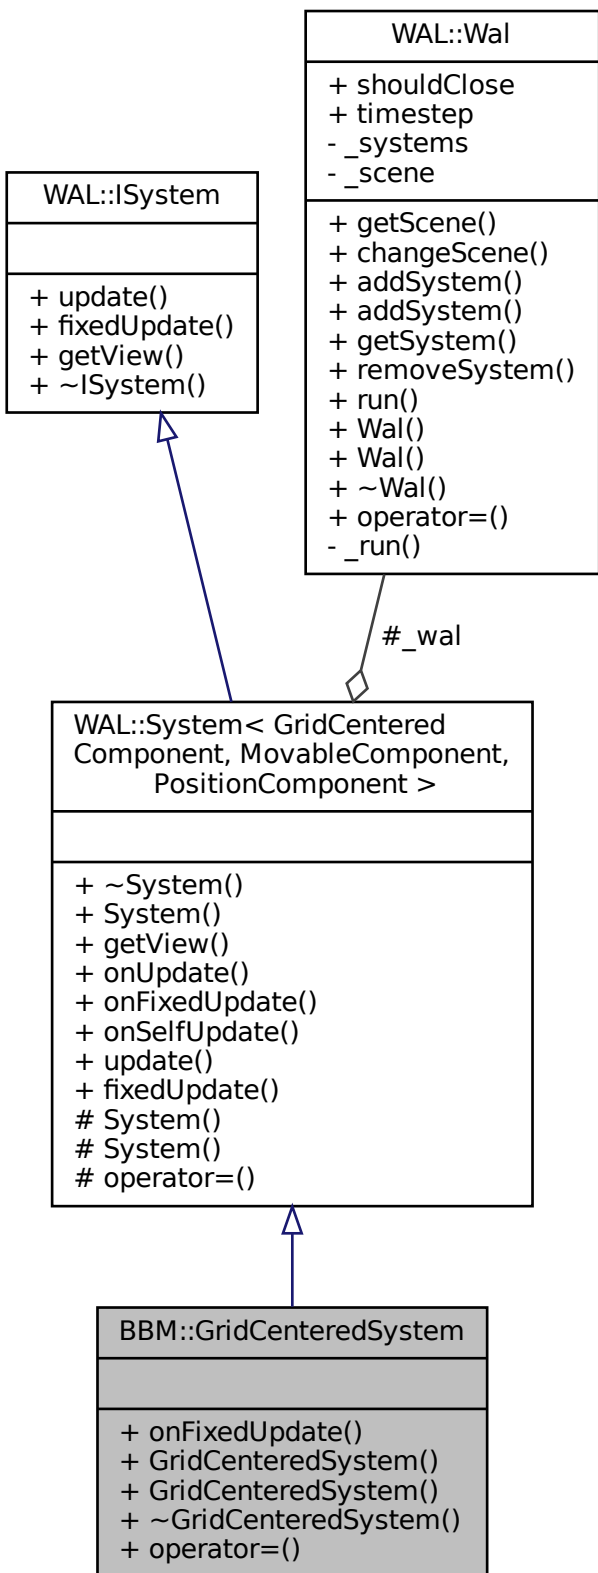 WAL::Wal
+ shouldClose
+ timestep
- _systems
- _scene
+ getScene()
+ changeScene()
+ addSystem()
+ addSystem()
+ getSystem()
+ removeSystem()
+ run()
+ Wal()
+ Wal()
+ ~Wal()
+ operator=()
- _run()
WAL::ISystem
+ update()
+ fixedUpdate()
+ getView()
+ ~ISystem()
#_wal
WAL::System< GridCentered
Component, MovableComponent,
PositionComponent >
+ ~System()
+ System()
+ getView()
+ onUpdate()
+ onFixedUpdate()
+ onSelfUpdate()
+ update()
+ fixedUpdate()
# System()
# System()
# operator=()
BBM::GridCenteredSystem
+ onFixedUpdate()
+ GridCenteredSystem()
+ GridCenteredSystem()
+ ~GridCenteredSystem()
+ operator=()